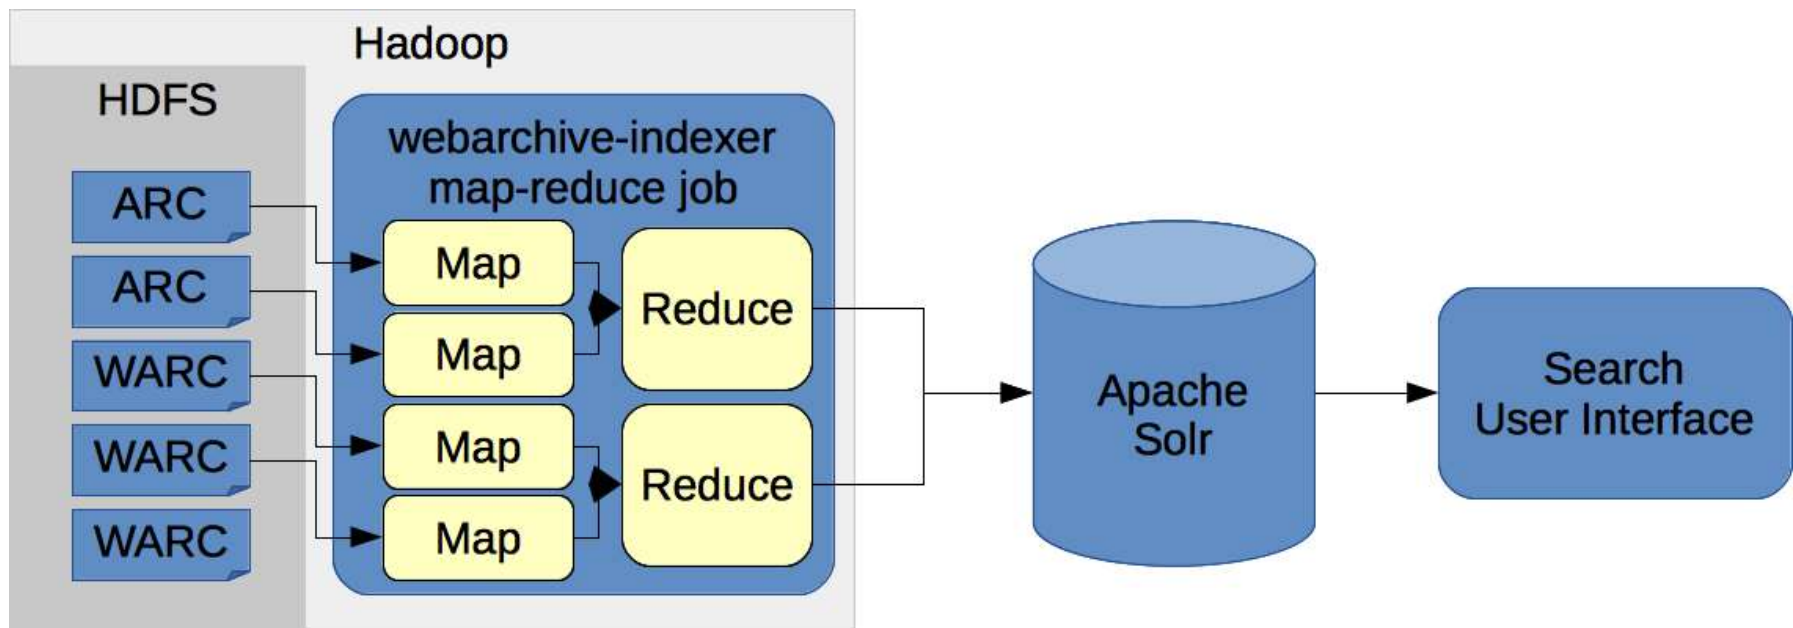 Hadoop
HDFS
webarchive-indexer
map-reduce job
ARC
ARC
WARC
WARC
WARC
Map
Map
Map
Map
Reduce
Reduce
Apache
Solr
Search
User Interface